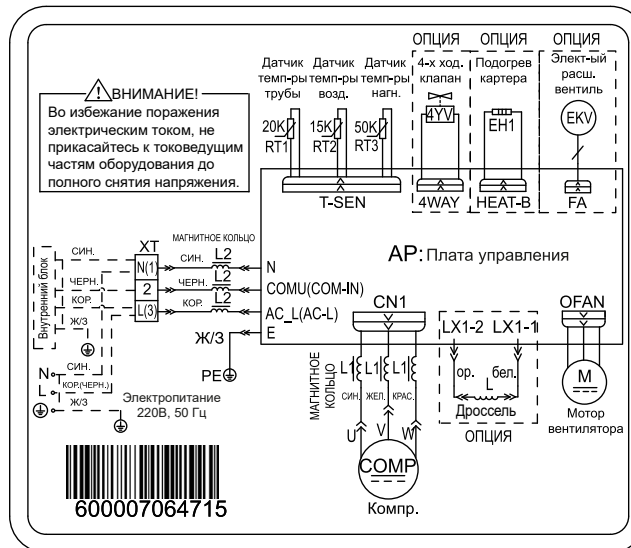 ВНИМАНИЕ!
Во избежание поражения
электрическим током, не
прикасайтесь к токоведущим
частям оборудования до
полного снятия напряжения.
Датчик
темп-ры
трубы
Датчик
темп-ры
возд.
Датчик
темп-ры
нагн.
20K
RT1
15K
RT2
50K
RT3
T-SEN
ОПЦИЯ
4-х ход.
клапан
4YV
4WAY
ОПЦИЯ
Подогрев
картера
EH1
HEAT-B
ОПЦИЯ
Элект-ый
расш.
вентиль
EKV
FA
AP: Плата управления
Внутренний блок
СИН.
ЧЕРН.
КОР.
Ж/З
XT
N(1)
2
L(3)
МАГНИТНОЕ КОЛЬЦО
СИН.
L2
N
ЧЕРН.
L2
COMU(COM-IN)
КОР.
L2
AC_L(AC-L)
Ж/З
E
PE
N
СИН.
L
КОР.(ЧЕРН.)
Ж/З
Электропитание
220В, 50 Гц
CN1
МАГНИТНОЕ
КОЛЬЦО
L1 L1 L1
СИН. ЖЕЛ. КРАС.
U V W
COMP
Компр.
LX1-2 LX1-1
ор. L бел.
Дроссель
ОПЦИЯ
OFAN
M
Мотор
вентилятора
600007064715